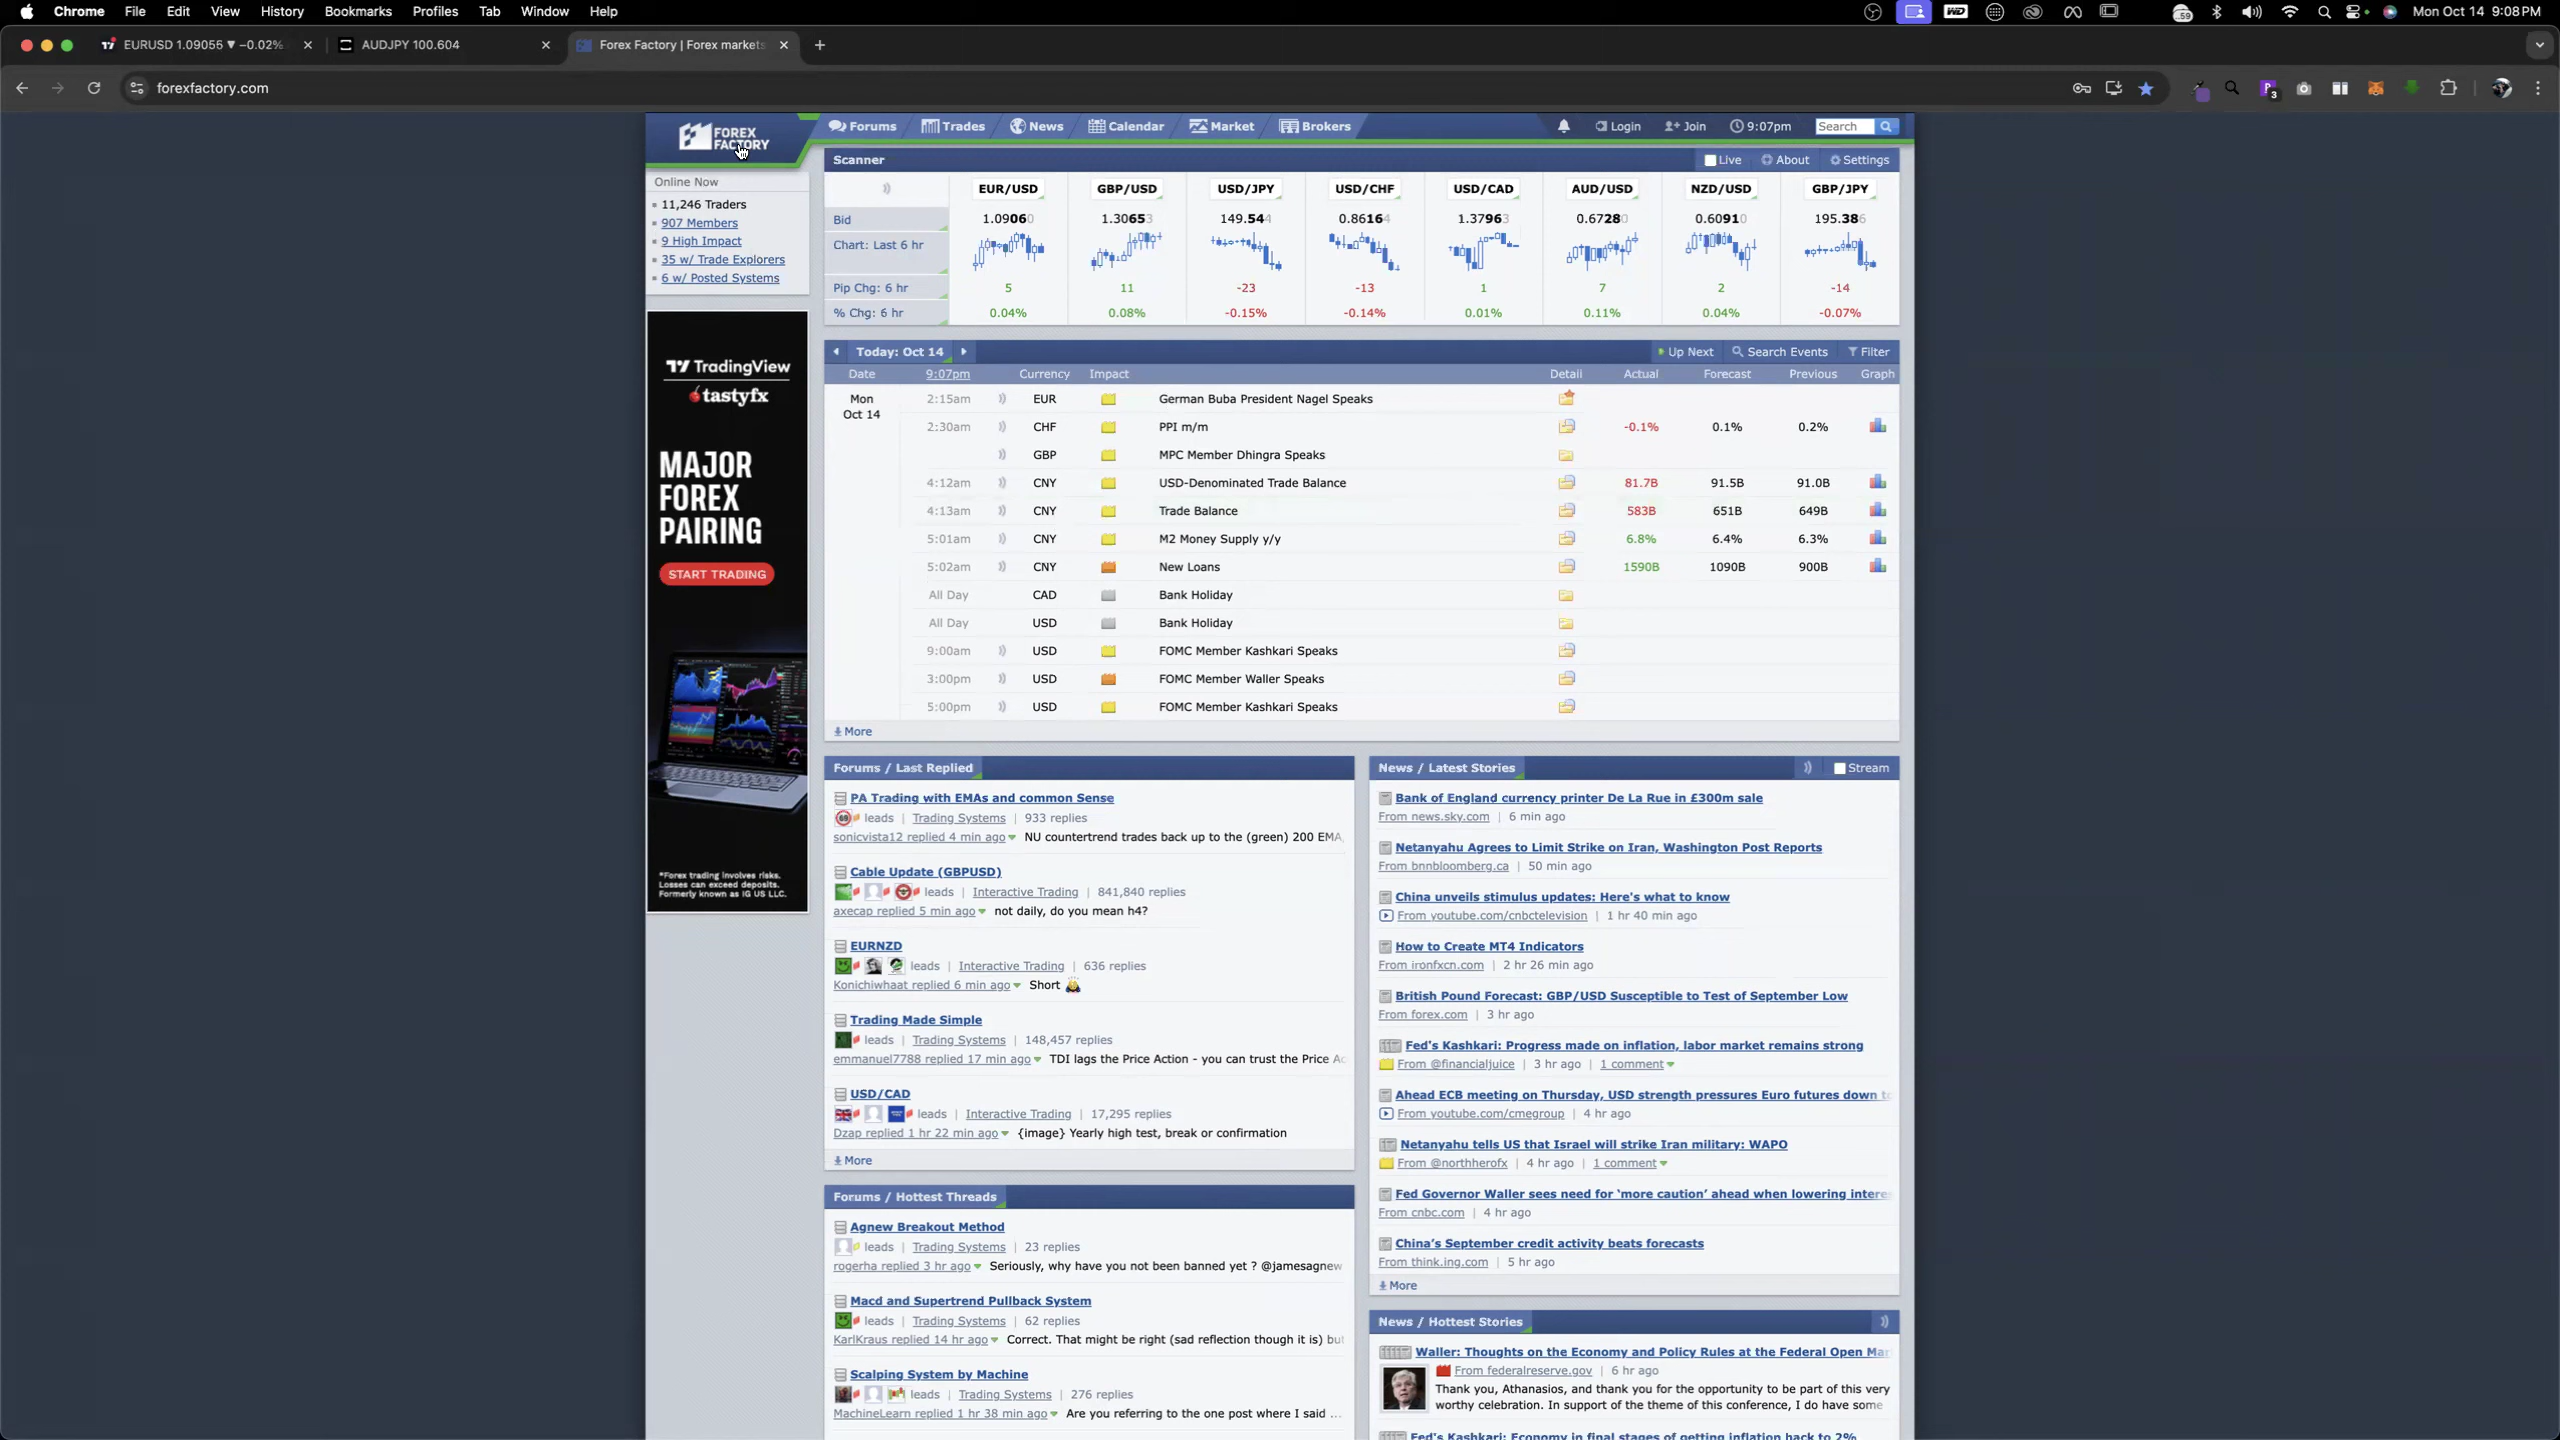 Chrome File Edit View History Bookmarks Profiles Tab Window Help
Mon Oct 14 9:08 PM
EURUSD 1.09055 ▼ −0.02%
AUDJPY 100.604
Forex Factory | Forex markets
forexfactory.com
FOREX
FACTORY
Forums Trades News Calendar Market Brokers
Login Join 9:07pm Search
Online Now
11,246 Traders
907 Members
9 High Impact
35 w/ Trade Explorers
6 w/ Posted Systems
TradingView
tastyfx
MAJOR
FOREX
PAIRING
START TRADING
*Forex trading involves risks.
Losses can exceed deposits.
Formerly known as IG US LLC.
Scanner Live About Settings
EUR/USD GBP/USD USD/JPY USD/CHF USD/CAD AUD/USD NZD/USD GBP/JPY
Bid 1.09060 1.30653 149.544 0.86164 1.37963 0.67280 0.60910 195.386
Chart: Last 6 hr
Pip Chg: 6 hr 5 11 -23 -13 1 7 2 -14
% Chg: 6 hr 0.04% 0.08% -0.15% -0.14% 0.01% 0.11% 0.04% -0.07%
Today: Oct 14 Up Next Search Events Filter
Date 9:07pm Currency Impact Detail Actual Forecast Previous Graph
Mon
Oct 14
2:15am EUR German Buba President Nagel Speaks
2:30am CHF PPI m/m -0.1% 0.1% 0.2%
GBP MPC Member Dhingra Speaks
4:12am CNY USD-Denominated Trade Balance 81.7B 91.5B 91.0B
4:13am CNY Trade Balance 583B 651B 649B
5:01am CNY M2 Money Supply y/y 6.8% 6.4% 6.3%
5:02am CNY New Loans 1590B 1090B 900B
All Day CAD Bank Holiday
All Day USD Bank Holiday
9:00am USD FOMC Member Kashkari Speaks
3:00pm USD FOMC Member Waller Speaks
5:00pm USD FOMC Member Kashkari Speaks
More
Forums / Last Replied
PA Trading with EMAs and common Sense
leads | Trading Systems | 933 replies
sonicvista12 replied 4 min ago NU countertrend trades back up to the (green) 200 EMA,
Cable Update (GBPUSD)
leads | Interactive Trading | 841,840 replies
axecap replied 5 min ago not daily, do you mean h4?
EURNZD
leads | Interactive Trading | 636 replies
Konichiwhaat replied 6 min ago Short
Trading Made Simple
leads | Trading Systems | 148,457 replies
emmanuel7788 replied 17 min ago TDI lags the Price Action - you can trust the Price Ac
USD/CAD
leads | Interactive Trading | 17,295 replies
Dzap replied 1 hr 22 min ago {image} Yearly high test, break or confirmation
More
Forums / Hottest Threads
Agnew Breakout Method
leads | Trading Systems | 23 replies
rogerha replied 3 hr ago Seriously, why have you not been banned yet ? @jamesagnew
Macd and Supertrend Pullback System
leads | Trading Systems | 62 replies
KarlKraus replied 14 hr ago Correct. That might be right (sad reflection though it is) but
Scalping System by Machine
leads | Trading Systems | 276 replies
MachineLearn replied 1 hr 38 min ago Are you referring to the one post where I said ...
News / Latest Stories Stream
Bank of England currency printer De La Rue in £300m sale
From news.sky.com | 6 min ago
Netanyahu Agrees to Limit Strike on Iran, Washington Post Reports
From bnnbloomberg.ca | 50 min ago
China unveils stimulus updates: Here's what to know
From youtube.com/cnbctelevision | 1 hr 40 min ago
How to Create MT4 Indicators
From ironfxcn.com | 2 hr 26 min ago
British Pound Forecast: GBP/USD Susceptible to Test of September Low
From forex.com | 3 hr ago
Fed's Kashkari: Progress made on inflation, labor market remains strong
From @financialjuice | 3 hr ago | 1 comment
Ahead ECB meeting on Thursday, USD strength pressures Euro futures down to
From youtube.com/cmegroup | 4 hr ago
Netanyahu tells US that Israel will strike Iran military: WAPO
From @northherofx | 4 hr ago | 1 comment
Fed Governor Waller sees need for ‘more caution’ ahead when lowering intere
From cnbc.com | 4 hr ago
China’s September credit activity beats forecasts
From think.ing.com | 5 hr ago
More
News / Hottest Stories
Waller: Thoughts on the Economy and Policy Rules at the Federal Open Mar
From federalreserve.gov | 6 hr ago
Thank you, Athanasios, and thank you for the opportunity to be part of this very
worthy celebration. In support of the theme of this conference, I do have some
Fed's Kashkari: Economy in final stages of getting inflation back to 2%